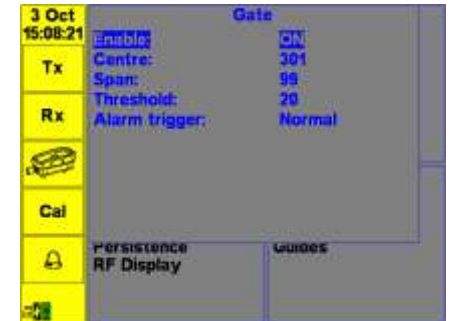 3 Oct
15:08:21
Tx
Rx
Cal
Gate
Enable: ON
Centre: 301
Span: 99
Threshold: 20
Alarm trigger: Normal
Persistence Guides
RF Display